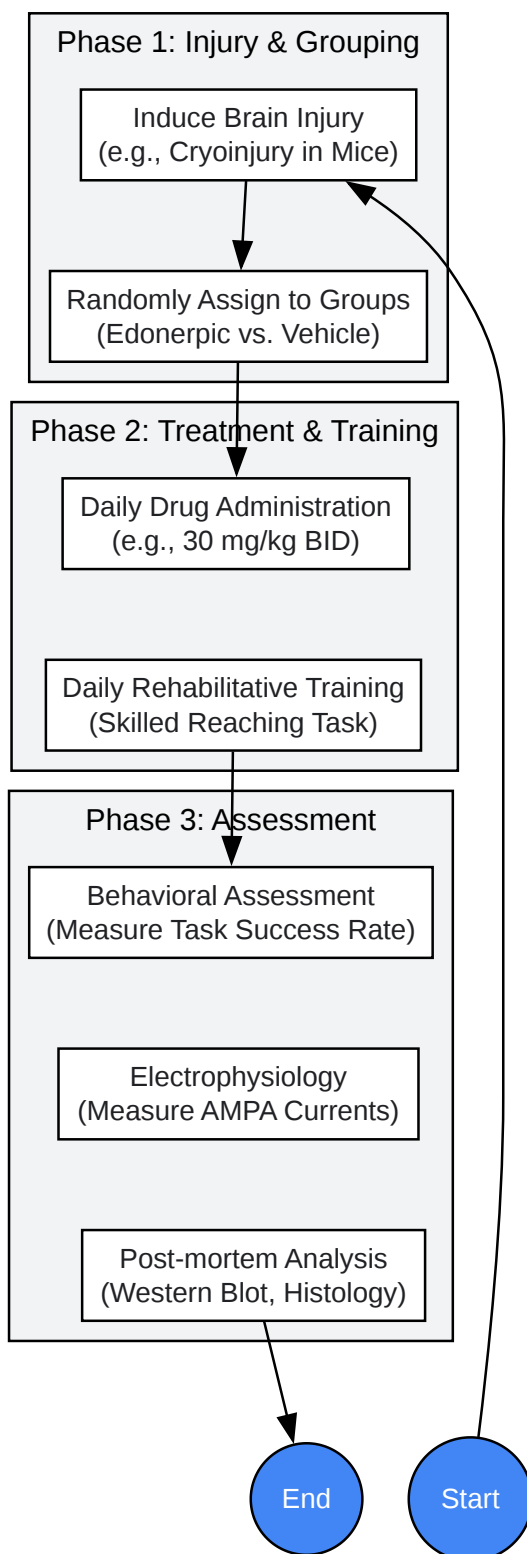 Phase 1: Injury & Grouping
Induce Brain Injury
(e.g., Cryoinjury in Mice)
Randomly Assign to Groups
(Edonerpic vs. Vehicle)
Phase 2: Treatment & Training
Daily Drug Administration
(e.g., 30 mg/kg BID)
Daily Rehabilitative Training
(Skilled Reaching Task)
Phase 3: Assessment
Behavioral Assessment
(Measure Task Success Rate)
Electrophysiology
(Measure AMPA Currents)
Post-mortem Analysis
(Western Blot, Histology)
End
Start